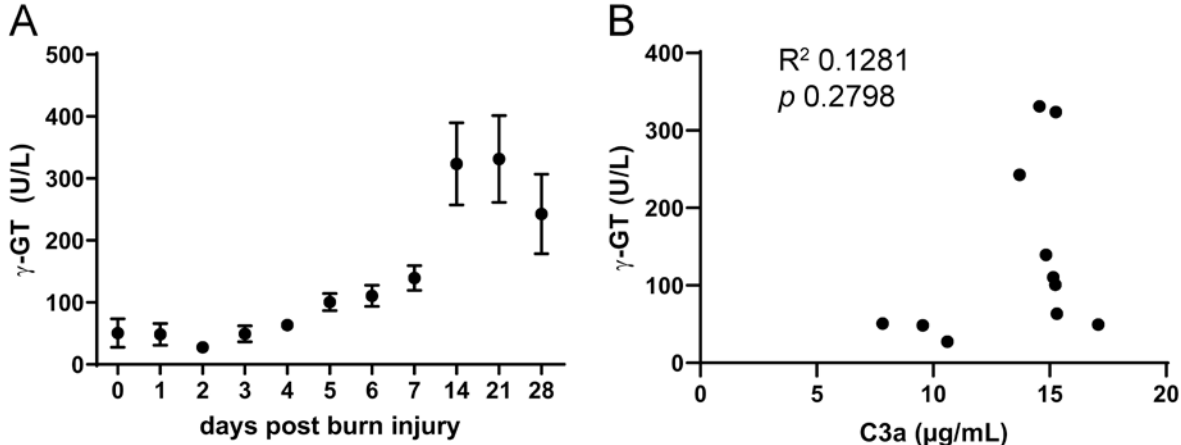 A
500
400
300
200
100
0
γ-GT (U/L)
0 1 2 3 4 5 6 7 14 21 28
days post burn injury
B
R² 0.1281
p 0.2798
400
300
200
100
0
γ-GT (U/L)
0 5 10 15 20
C3a (µg/mL)